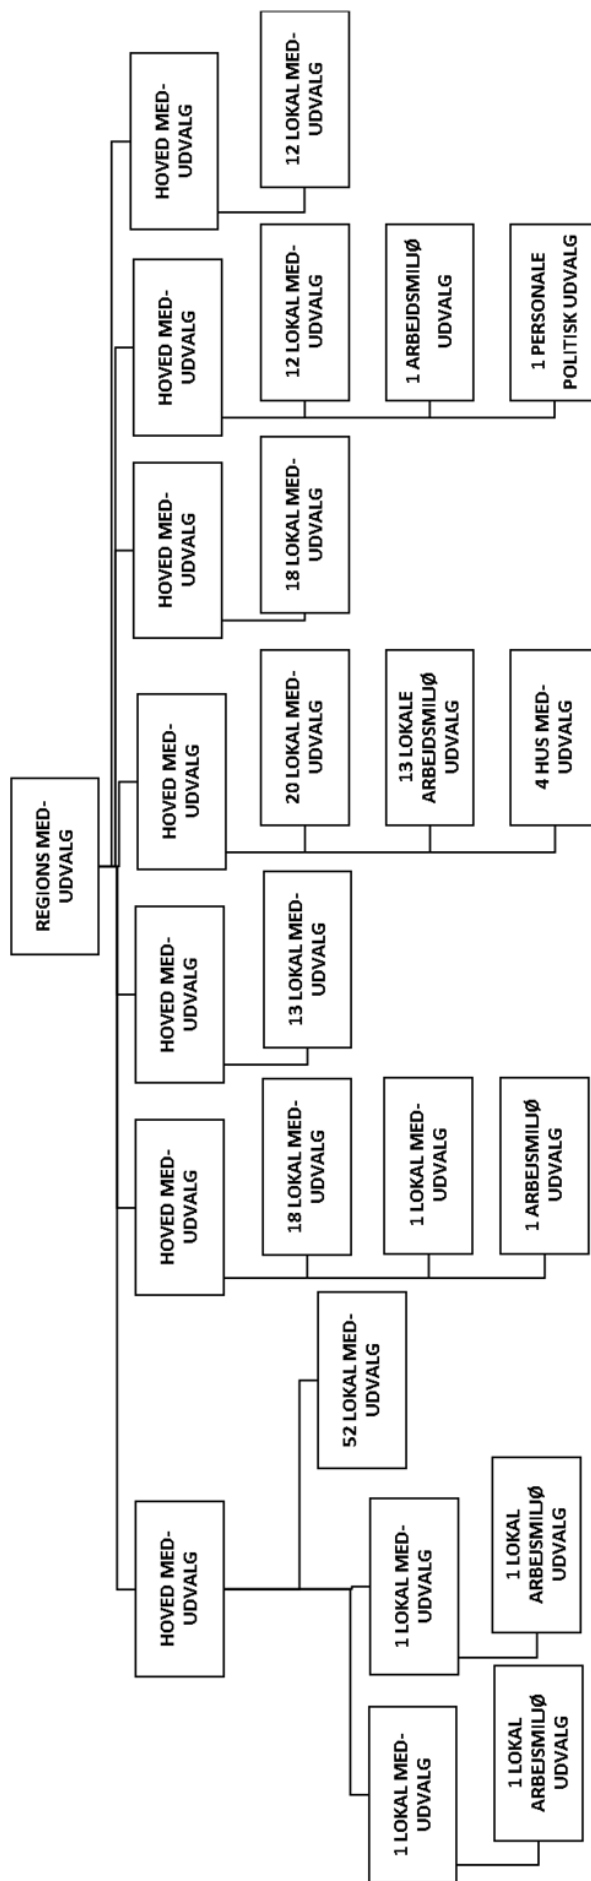 REGIONS MED-
UDVALG
HOVED MED-
UDVALG
1 LOKAL MED-
UDVALG
1 LOKAL
ARBEJSMILJØ
UDVALG
1 LOKAL MED-
UDVALG
1 LOKAL
ARBEJSMILJØ
UDVALG
52 LOKAL MED-
UDVALG
HOVED MED-
UDVALG
18 LOKAL MED-
UDVALG
1 LOKAL MED-
UDVALG
1 ARBEJSMILJØ
UDVALG
HOVED MED-
UDVALG
13 LOKAL MED-
UDVALG
HOVED MED-
UDVALG
20 LOKAL MED-
UDVALG
13 LOKALE
ARBEJDSMILJØ
UDVALG
4 HUS MED-
UDVALG
HOVED MED-
UDVALG
18 LOKAL MED-
UDVALG
HOVED MED-
UDVALG
12 LOKAL MED-
UDVALG
1 ARBEJDSMILJØ
UDVALG
1 PERSONALE
POLITISK UDVALG
HOVED MED-
UDVALG
12 LOKAL MED-
UDVALG